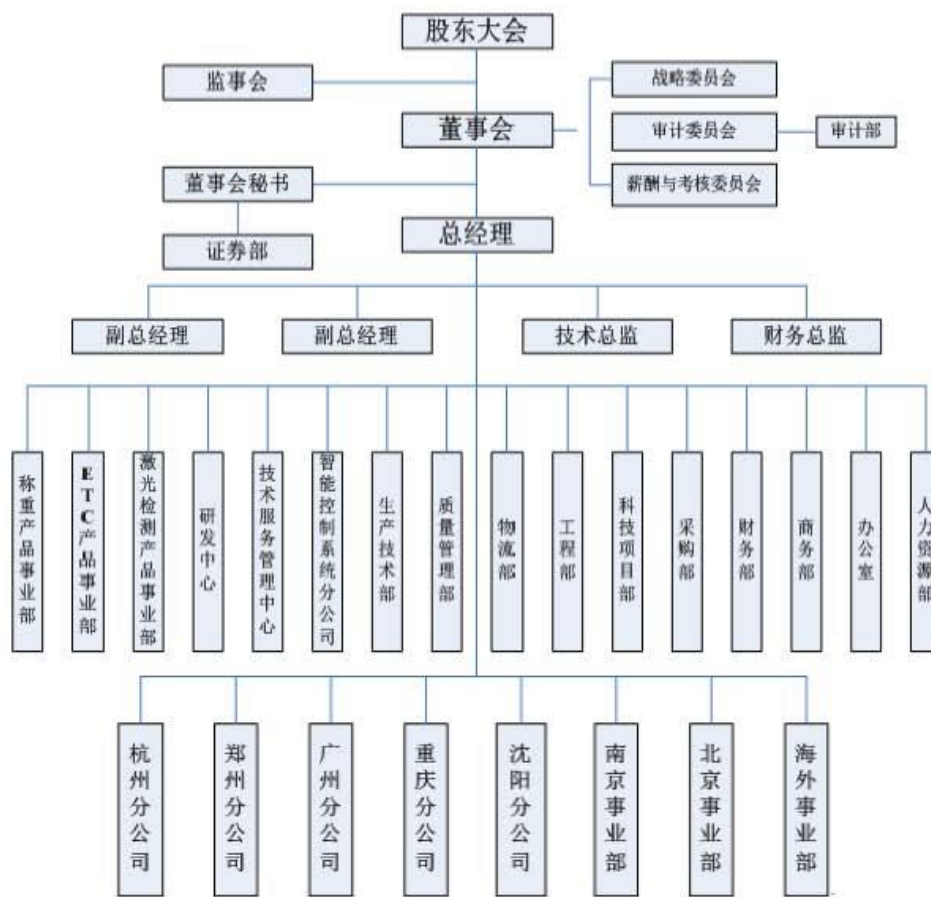 股东大会
监事会
战略委员会
董事会
审计委员会
审计部
董事会秘书
薪酬与考核委员会
总经理
证券部
副总经理
副总经理
技术总监
财务总监
称重产品事业部
ETC产品事业部
激光检测产品事业部
研发中心
技术服务管理中心
智能控制系统分公司
生产技术部
质量管理部
物流部
工程部
科技项目部
采购部
财务部
商务部
办公室
人力资源部
杭州分公司
郑州分公司
广州分公司
重庆分公司
沈阳分公司
南京事业部
北京事业部
海外事业部